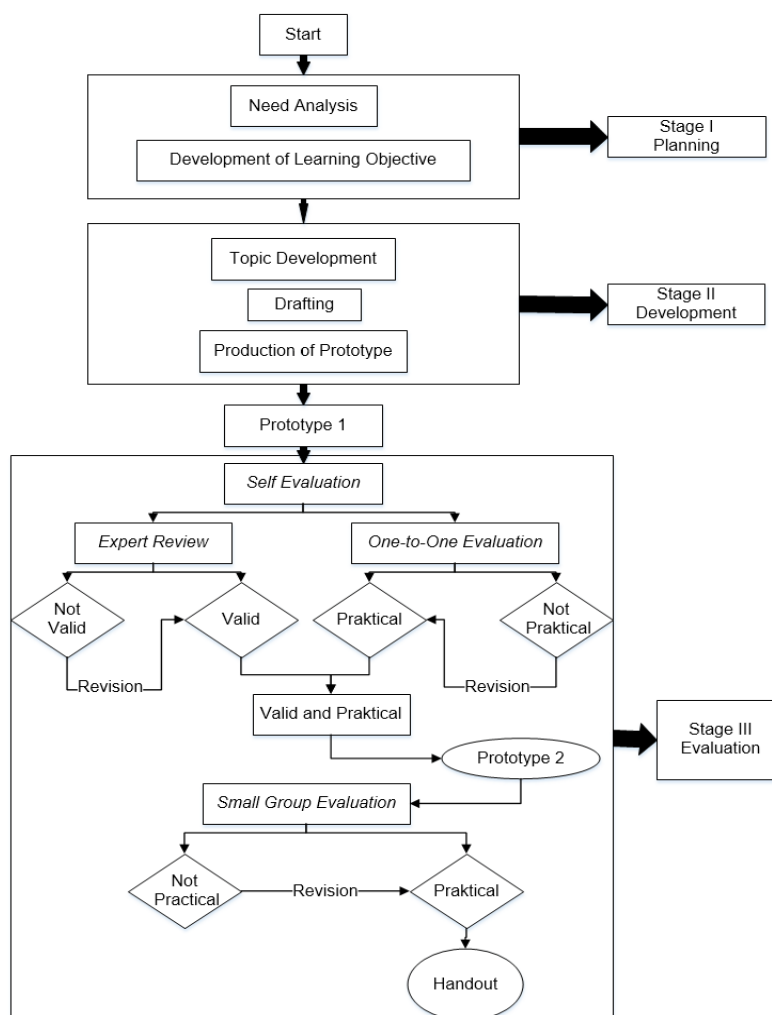 Start
Need Analysis
Development of Learning Objective
Stage I
Planning
Topic Development
Drafting
Production of Prototype
Stage II
Development
Prototype 1
Self Evaluation
Expert Review
One-to-One Evaluation
Not
Valid
Valid
Praktical
Not
Praktical
Revision
Revision
Valid and Praktical
Stage III
Evaluation
Prototype 2
Small Group Evaluation
Not
Practical
Revision
Praktical
Handout